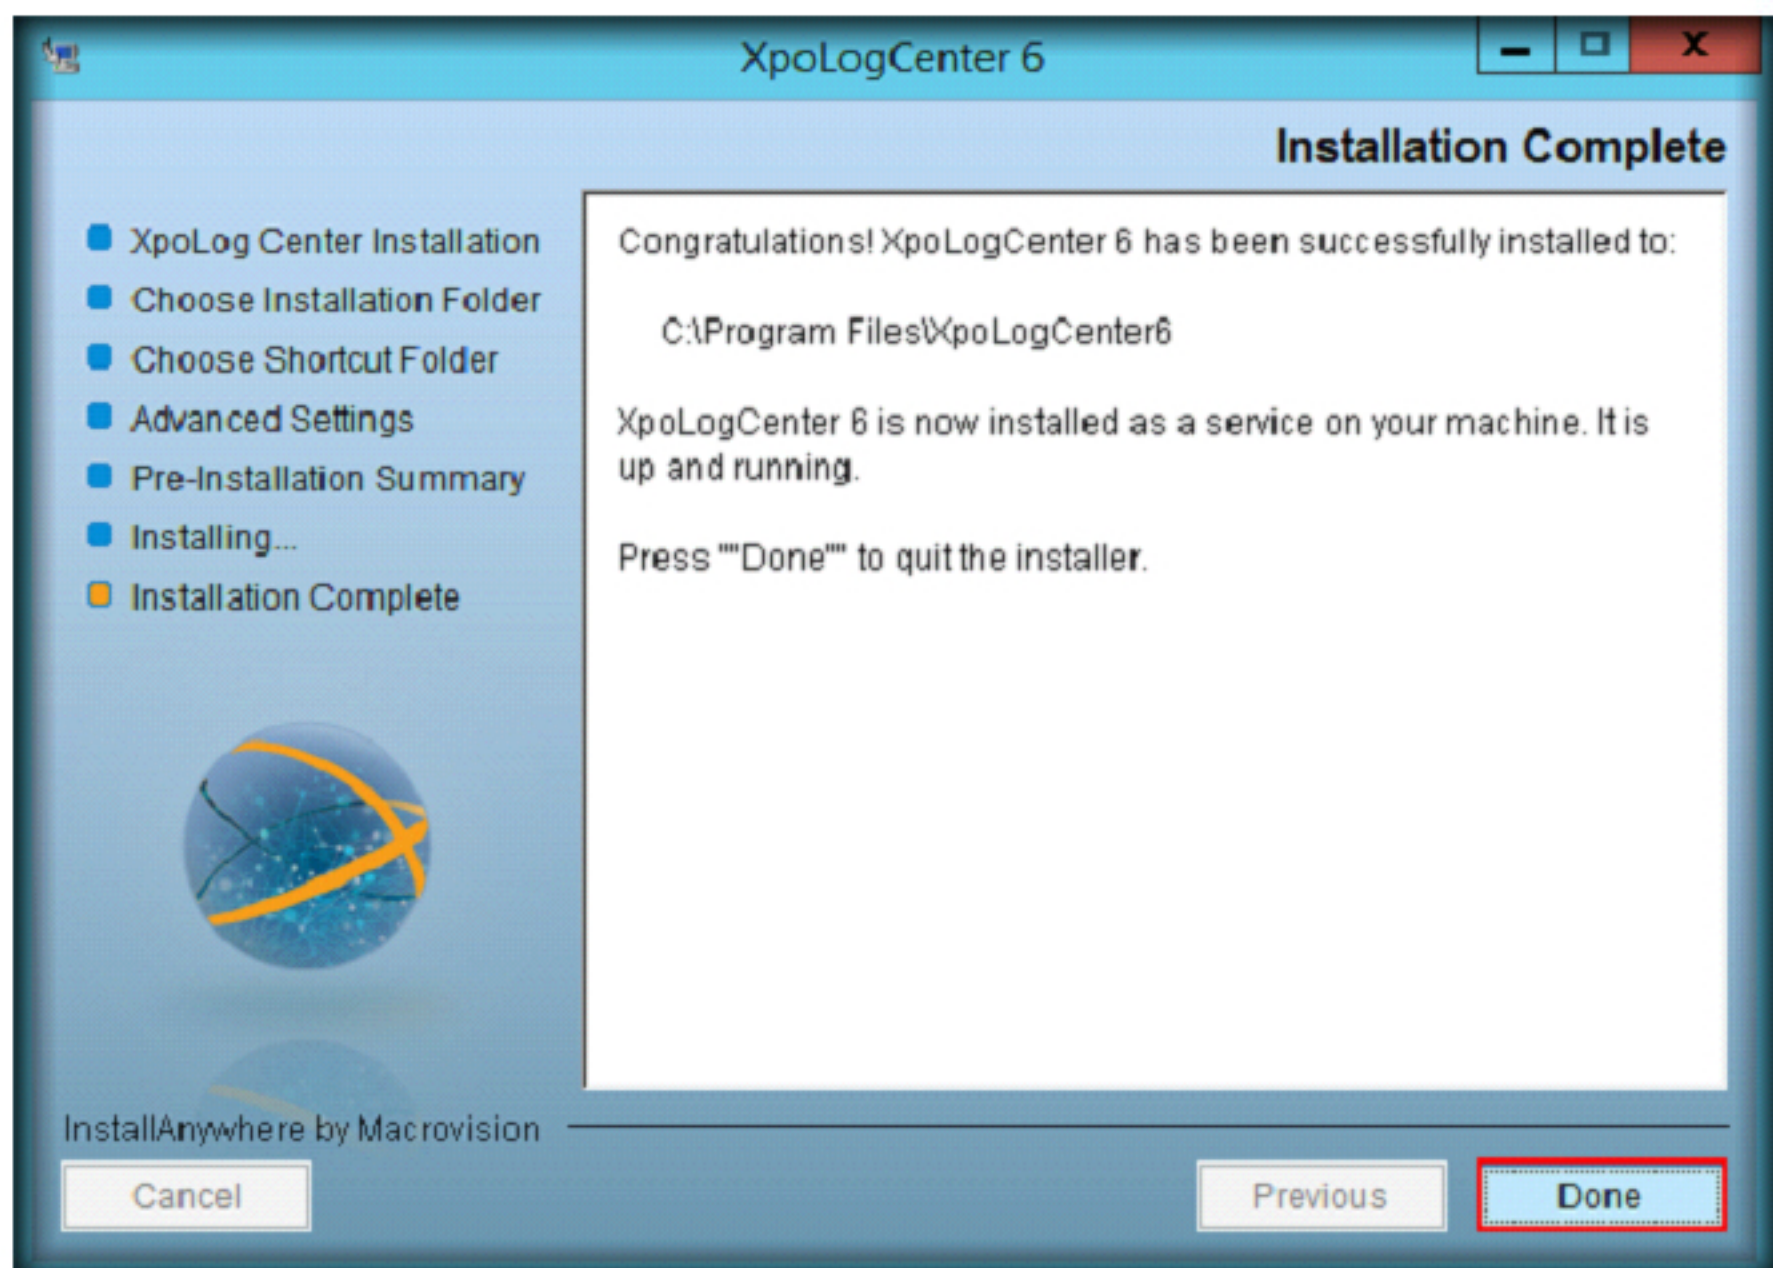 XpoLogCenter 6
Installation Complete
XpoLog Center Installation
Choose Installation Folder
Choose Shortcut Folder
Advanced Settings
Pre-Installation Summary
Installing...
Installation Complete
Congratulations! XpoLogCenter 6 has been successfully installed to:
C:\Program Files\XpoLogCenter6
XpoLogCenter 6 is now installed as a service on your machine. It is
up and running.
Press ""Done"" to quit the installer.
InstallAnywhere by Macrovision
Cancel
Previous
Done